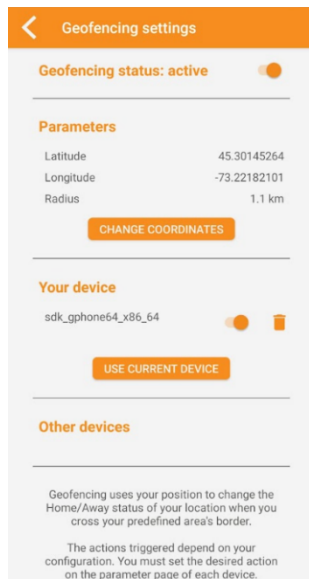 Geofencing settings
Geofencing status: active
Parameters
Latitude 45.30145264
Longitude -73.22182101
Radius 1.1 km
CHANGE COORDINATES
Your device
sdk_gphone64_x86_64
USE CURRENT DEVICE
Other devices
Geofencing uses your position to change the
Home/Away status of your location when you
cross your predefined area's border.
The actions triggered depend on your
configuration. You must set the desired action
on the parameter page of each device.